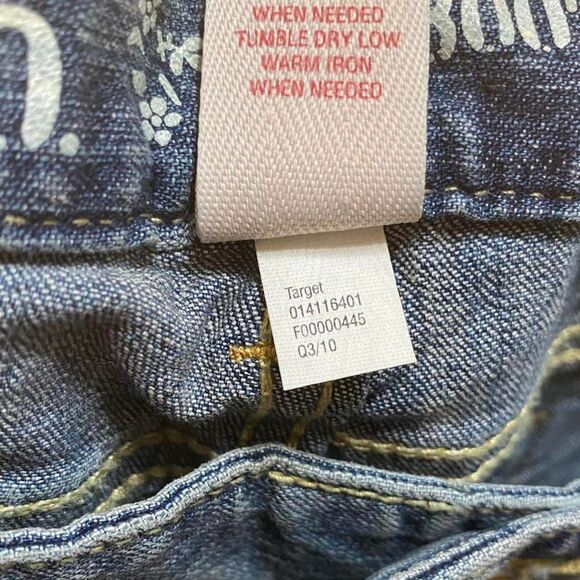 WHEN NEEDED
TUMBLE DRY LOW
WARM IRON
WHEN NEEDED
Target
014116401
F00000445
Q3/10